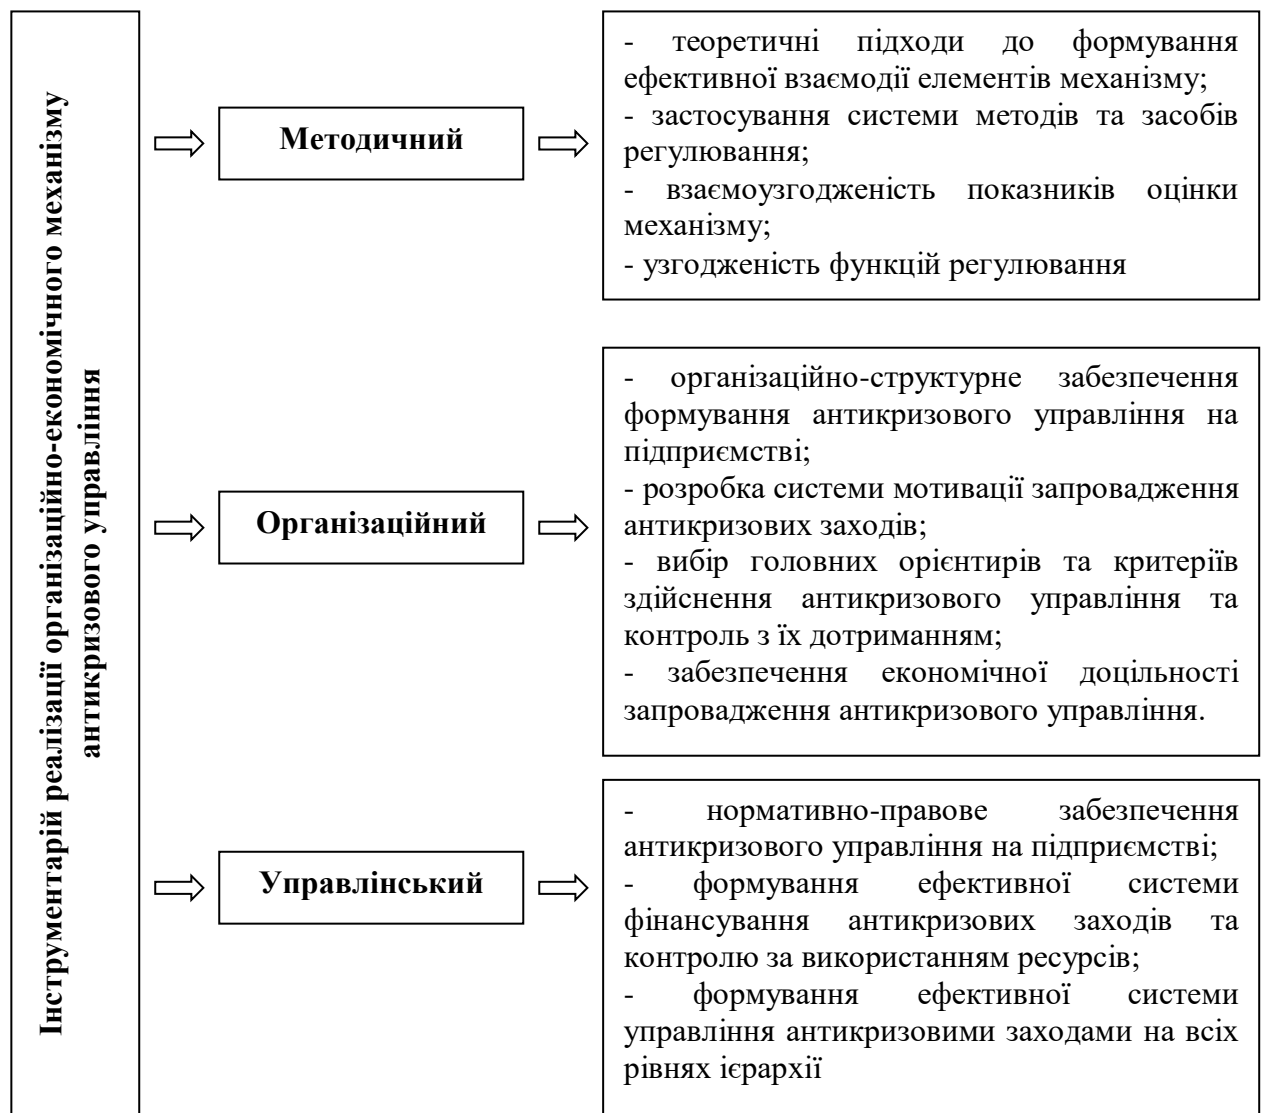 Інструментарій реалізації організаційно-економічного механізму
антикризового управління
Методичний
- теоретичні підходи до формування
ефективної взаємодії елементів механізму;
- застосування системи методів та засобів
регулювання;
- взаємоузгодженість показників оцінки
механізму;
- узгодженість функцій регулювання
Організаційний
- організаційно-структурне забезпечення
формування антикризового управління на
підприємстві;
- розробка системи мотивації запровадження
антикризових заходів;
- вибір головних орієнтирів та критеріїв
здійснення антикризового управління та
контроль з їх дотриманням;
- забезпечення економічної доцільності
запровадження антикризового управління.
Управлінський
- нормативно-правове забезпечення
антикризового управління на підприємстві;
- формування ефективної системи
фінансування антикризових заходів та
контролю за використанням ресурсів;
- формування ефективної системи
управління антикризовими заходами на всіх
рівнях ієрархії